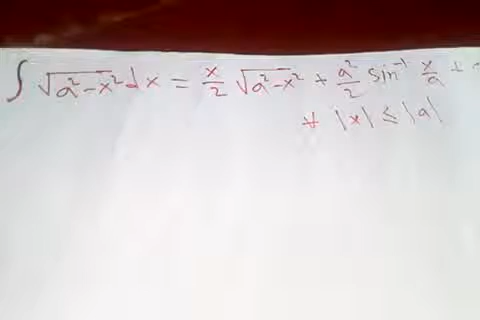 ∫ √(a²-x²) dx = x/2 √(a²-x²) + a²/2 sin⁻¹ x/a +
∀ |x| ≤ |a|